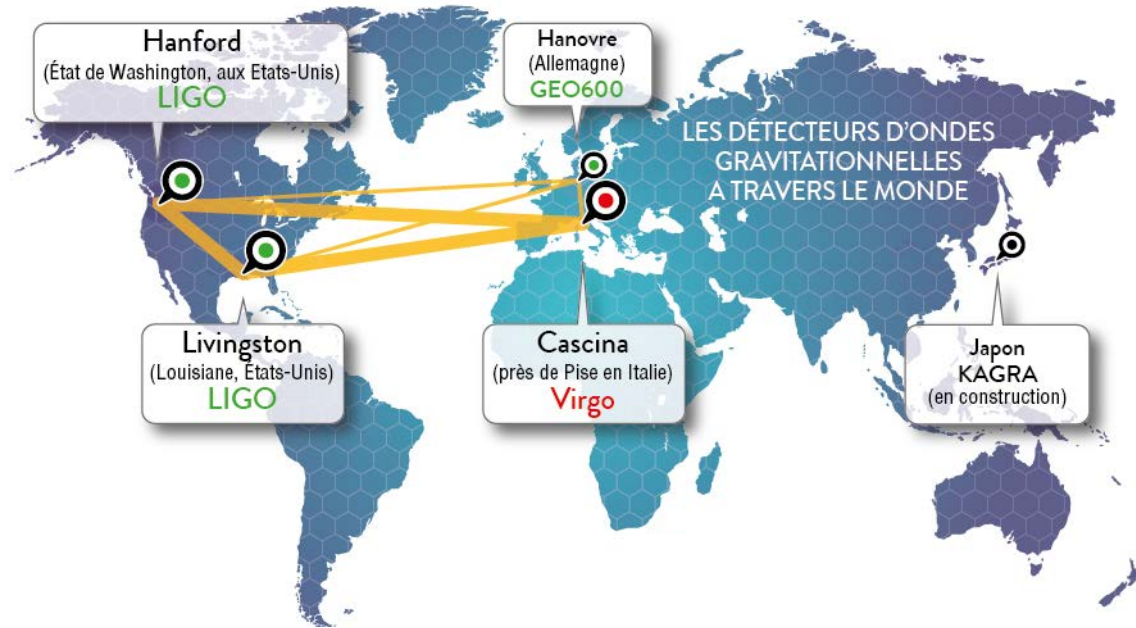 Hanford
(État de Washington, aux Etats-Unis)
LIGO
Hanovre
(Allemagne)
GEO600
LES DÉTECTEURS D'ONDES
GRAVITATIONNELLES
A TRAVERS LE MONDE
Livingston
(Louisiane, États-Unis)
LIGO
Cascina
(près de Pise en Italie)
Virgo
Japon
KAGRA
(en construction)